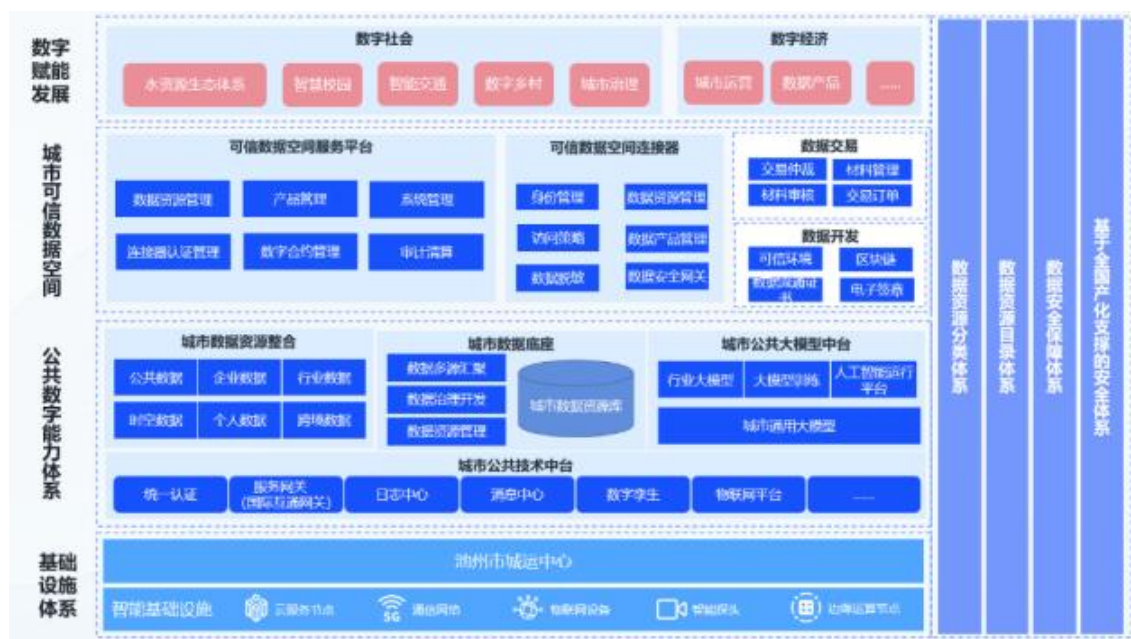 数字
赋能
发展
数字社会
水资源生态体系
智慧校园
智能交通
数字乡村
城市治理
数字经济
城市运营
数据产品
......
城市可信数据空间
可信数据空间服务平台
数据资源管理
产品管理
系统管理
连接器认证管理
数字合约管理
审计清算
可信数据空间连接器
身份管理
数据资源管理
访问策略
数据产品管理
数据脱敏
数据安全网关
数据交易
交易仲裁
材料管理
材料审核
交易订单
数据开发
可信环境
区块链
数据流通证
书
电子签章
公共数字能力体系
城市数据资源整合
公共数据
企业数据
行业数据
时空数据
个人数据
跨境数据
城市数据底座
数据多源汇聚
数据治理开发
数据资源管理
城市数据资源库
城市公共大模型中台
行业大模型
大模型训练
人工智能运行
平台
城市通用大模型
城市公共技术中台
统一认证
服务网关
(国际互通网关)
日志中心
消息中心
数字孪生
物联网平台
......
基础
设施
体系
池州市城运中心
智能基础设施
云服务节点
5G
通信网络
物联网设备
智能探头
边缘运算节点
数据资源分类体系
数据资源目录体系
数据安全保障体系
基于全国产化支撑的安全体系